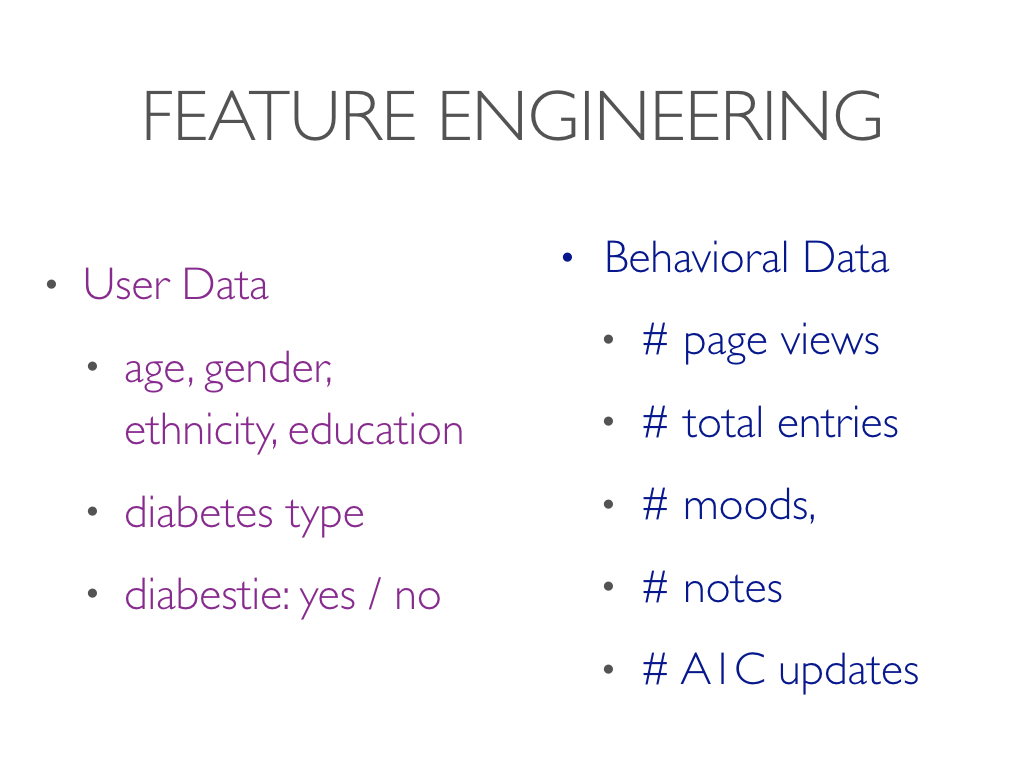 FEATURE ENGINEERING
• User Data
• age, gender,
ethnicity, education
• diabetes type
• diabestie: yes / no
• Behavioral Data
• # page views
• # total entries
• # moods,
• # notes
• # A1C updates